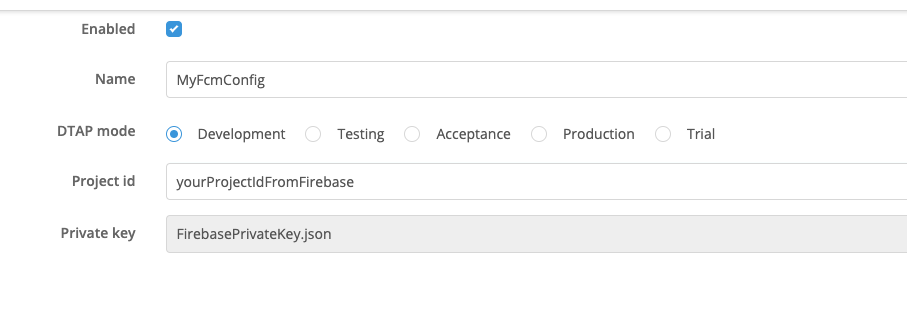 Enabled
Name MyFcmConfig
DTAP mode Development Testing Acceptance Production Trial
Project id yourProjectIdFromFirebase
Private key FirebasePrivateKey.json